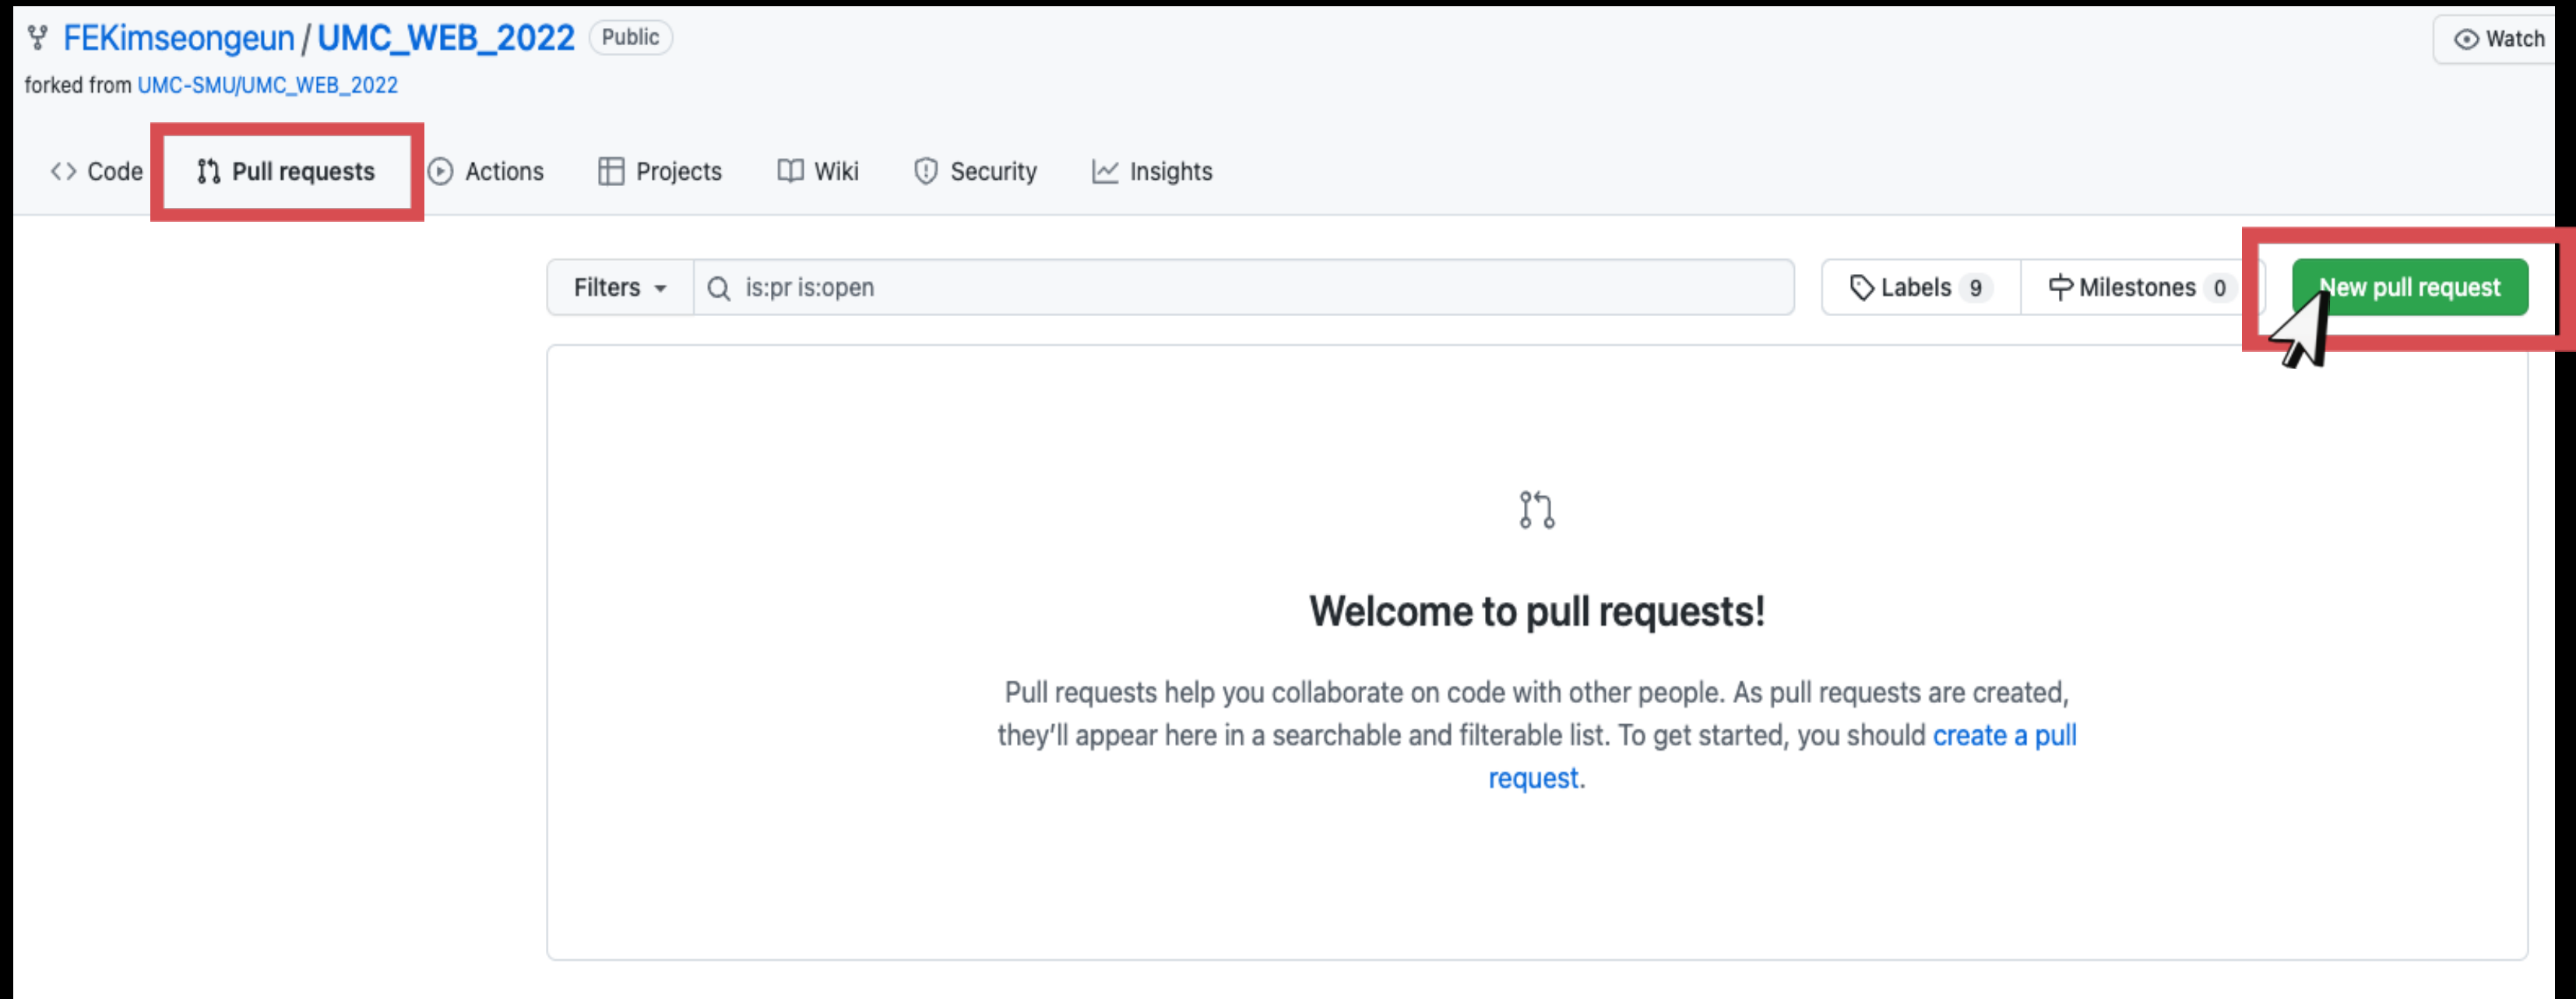 FEKimseongeun / UMC_WEB_2022 Public
Watch
forked from UMC-SMU/UMC_WEB_2022
Code Pull requests Actions Projects Wiki Security Insights
Filters is:pr is:open Labels 9 Milestones 0 New pull request
Welcome to pull requests!
Pull requests help you collaborate on code with other people. As pull requests are created,
they'll appear here in a searchable and filterable list. To get started, you should create a pull
request.